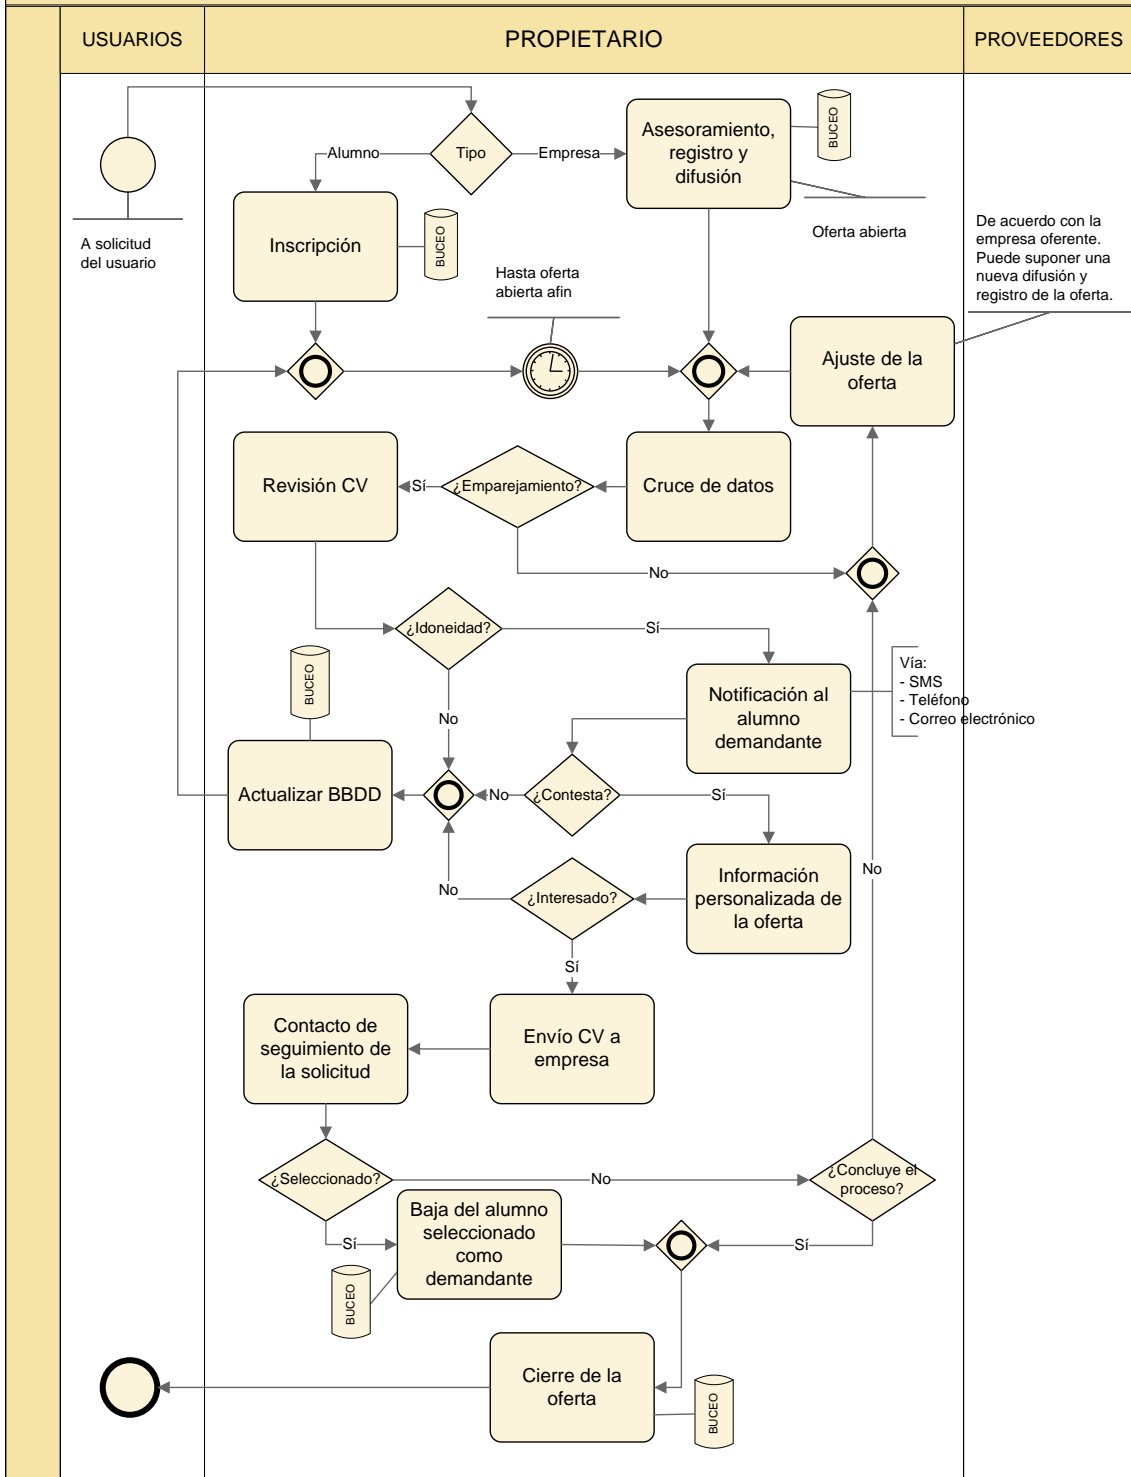 USUARIOS
PROPIETARIO
PROVEEDORES
Alumno
Tipo
Empresa
Asesoramiento,
registro y
difusión
BUCEO
Oferta abierta
A solicitud
del usuario
Inscripción
BUCEO
Hasta oferta
abierta afin
De acuerdo con la
empresa oferente.
Puede suponer una
nueva difusión y
registro de la oferta.
Ajuste de la
oferta
Revisión CV
Sí
¿Emparejamiento?
Cruce de datos
No
¿Idoneidad?
Sí
BUCEO
Vía:
- SMS
- Teléfono
- Correo electrónico
Notificación al
alumno
demandante
No
Actualizar BBDD
No
¿Contesta?
Sí
Información
personalizada de
la oferta
No
No
¿Interesado?
Sí
Contacto de
seguimiento de
la solicitud
Envío CV a
empresa
¿Seleccionado?
No
¿Concluye el
proceso?
Sí
Baja del alumno
seleccionado
como
demandante
Sí
BUCEO
Cierre de la
oferta
BUCEO